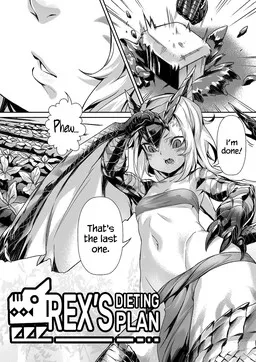 I'm
done!
Phew...
That's
the last
one.
REX'S DIETING
PLAN